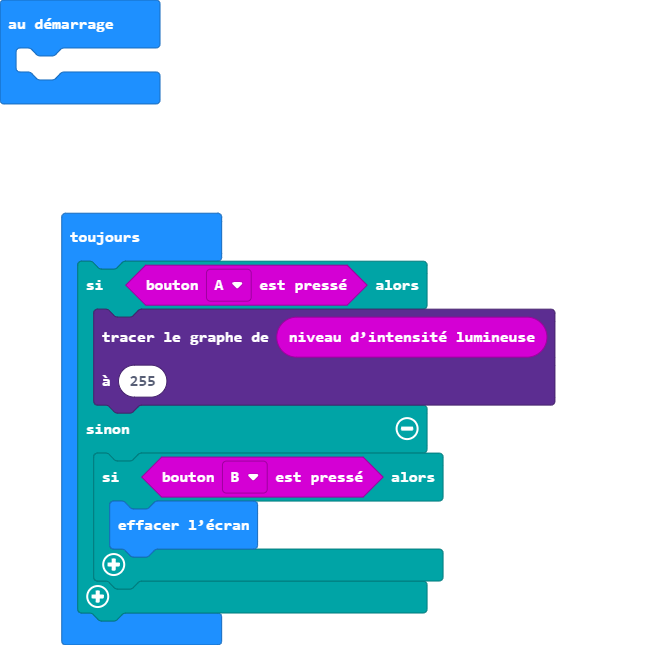 au démarrage
toujours
si bouton A est pressé alors
tracer le graphe de niveau d'intensité lumineuse
à 255
sinon
si bouton B est pressé alors
effacer l'écran